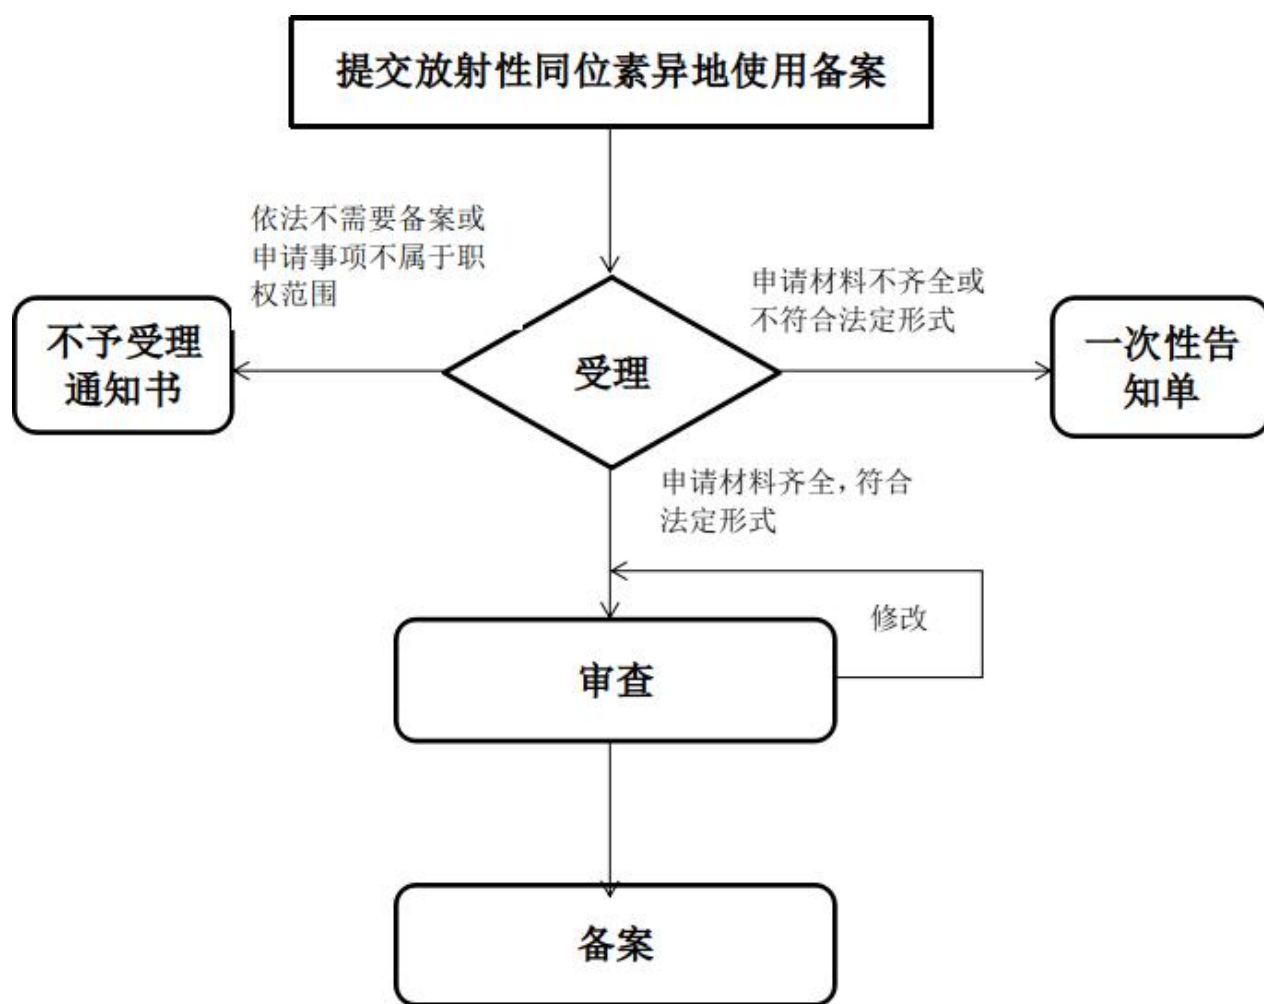 提交放射性同位素异地使用备案
依法不需要备案或
申请事项不属于职
权范围
申请材料不齐全或
不符合法定形式
不予受理
通知书
受理
一次性告
知单
申请材料齐全，符合
法定形式
修改
审查
备案